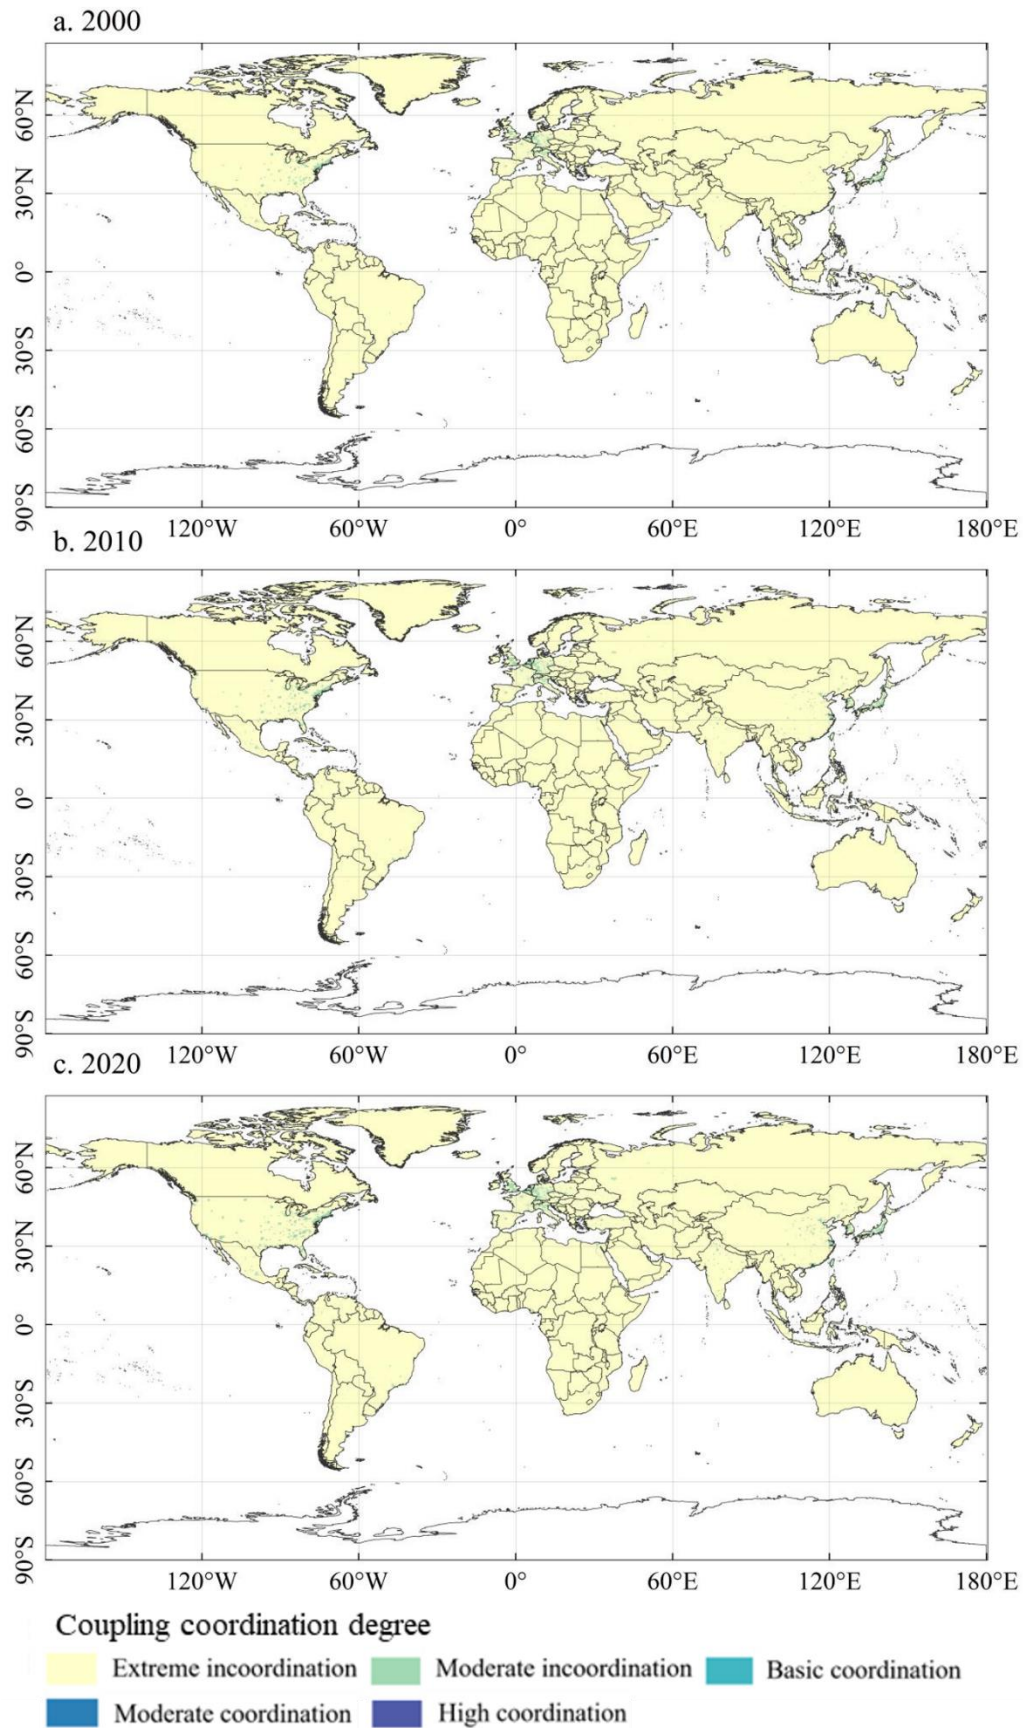 a. 2000
60°N
30°N
0°
30°S
60°S
90°S
120°W 60°W 0° 60°E 120°E 180°E
b. 2010
60°N
30°N
0°
30°S
60°S
90°S
120°W 60°W 0° 60°E 120°E 180°E
c. 2020
60°N
30°N
0°
30°S
60°S
90°S
120°W 60°W 0° 60°E 120°E 180°E
Coupling coordination degree
Extreme incoordination Moderate incoordination Basic coordination
Moderate coordination High coordination